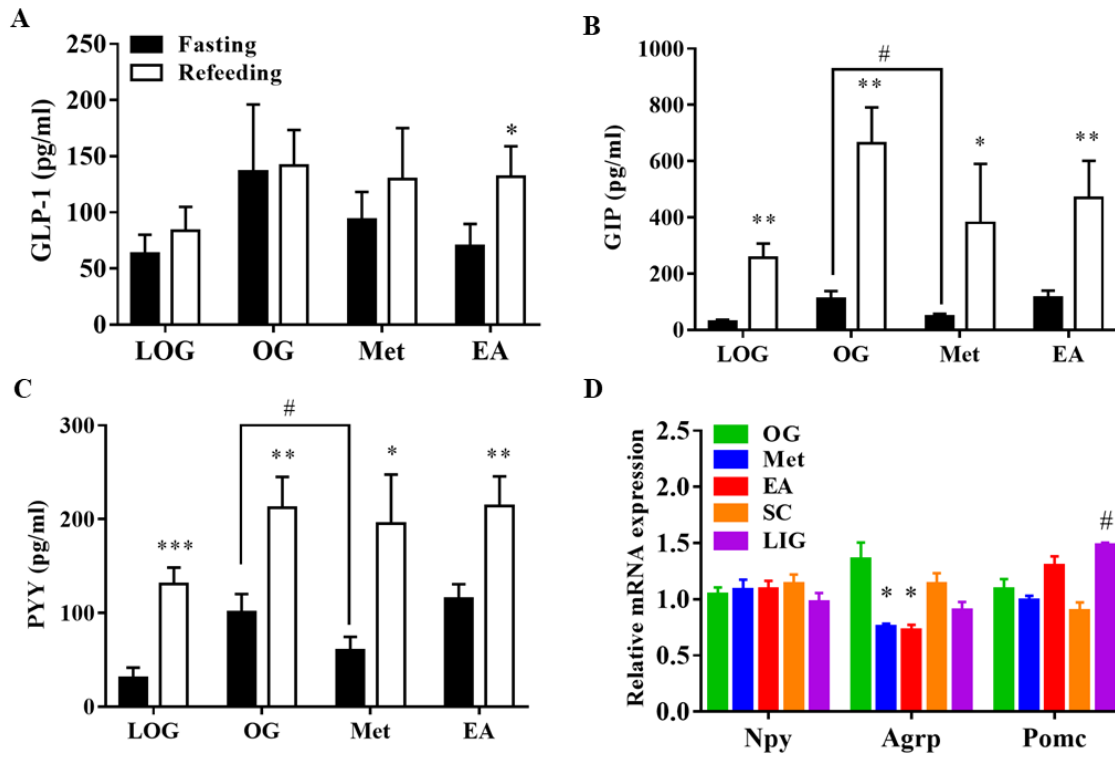 A
Fasting
Refeeding
GLP-1 (pg/ml)
250
200
150
100
50
0
*
LOG OG Met EA
B
GIP (pg/ml)
1000
800
600
400
200
0
#
** ** * **
LOG OG Met EA
C
PYY (pg/ml)
300
200
100
0
#
*** ** * **
LOG OG Met EA
D
Relative mRNA expression
2.5
2.0
1.5
1.0
0.5
0.0
OG
Met
EA
SC
LIG
* * #
Npy Agrp Pomc